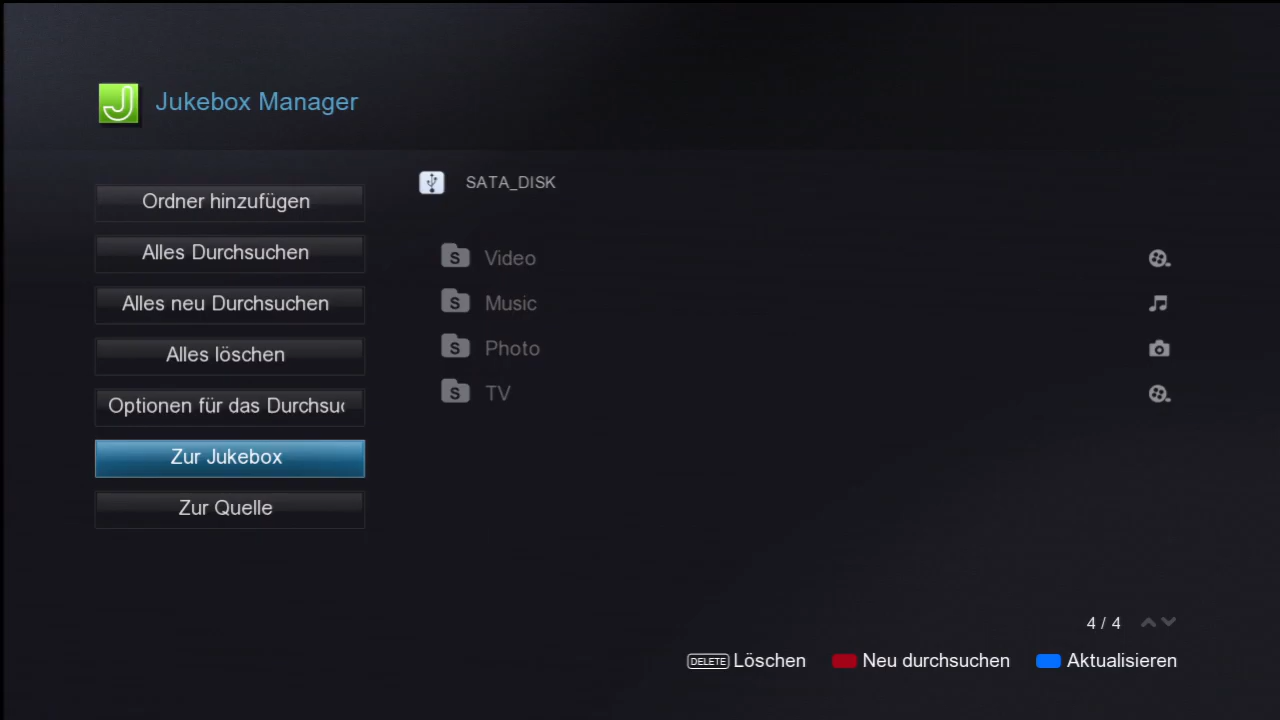 Jukebox Manager
SATA_DISK
Ordner hinzufügen
Alles Durchsuchen
Alles neu Durchsuchen
Alles löschen
Optionen für das Durchsuc
Zur Jukebox
Zur Quelle
S Video
S Music
S Photo
S TV
4 / 4
DELETE Löschen Neu durchsuchen Aktualisieren